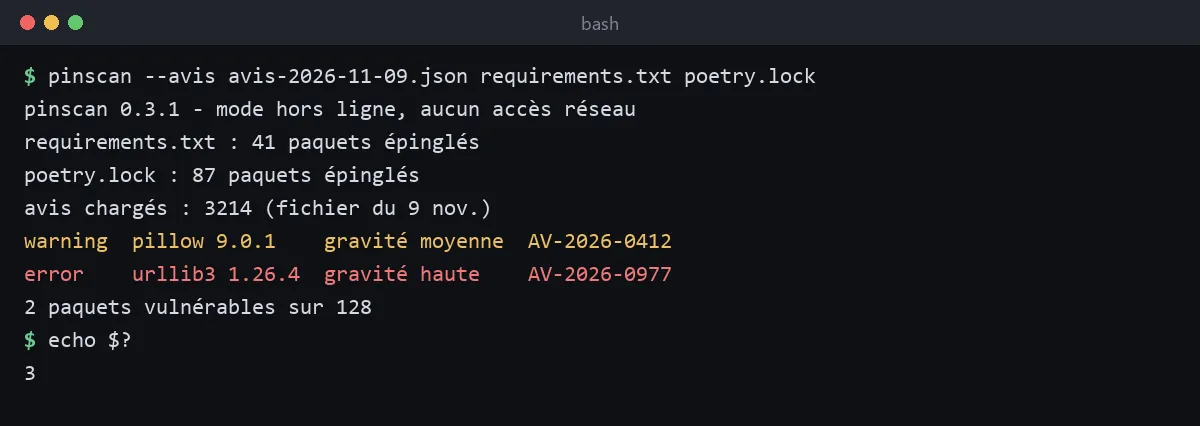 bash
$ pinscan --avis avis-2026-11-09.json requirements.txt poetry.lock
pinscan 0.3.1 - mode hors ligne, aucun accès réseau
requirements.txt : 41 paquets épinglés
poetry.lock : 87 paquets épinglés
avis chargés : 3214 (fichier du 9 nov.)
warning  pillow 9.0.1    gravité moyenne  AV-2026-0412
error    urllib3 1.26.4  gravité haute    AV-2026-0977
2 paquets vulnérables sur 128
$ echo $?
3